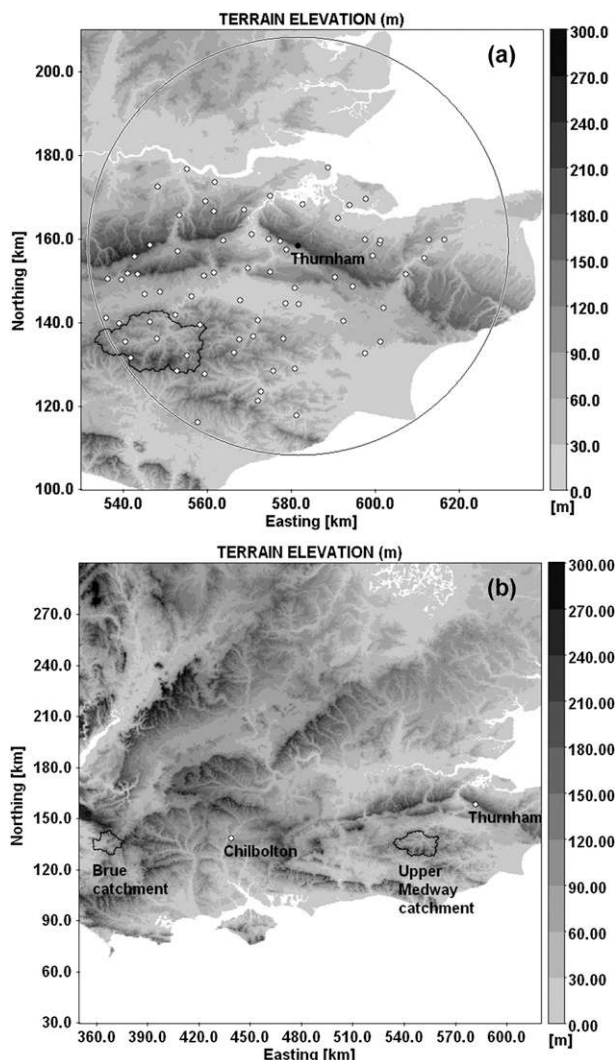 TERRAIN ELEVATION (m)
(a)
200.0
180.0
160.0
140.0
120.0
100.0
Northing [km]
Thurnham
540.0 560.0 580.0 600.0 620.0
Easting [km]
300.0
270.0
240.0
210.0
180.0
150.0
120.0
90.0
60.0
30.0
0.0
[m]
TERRAIN ELEVATION (m)
(b)
270.0
240.0
210.0
180.0
150.0
120.0
90.0
60.0
30.0
Northing [km]
Thurnham
Chilbolton
Brue
catchment
Upper
Medway
catchment
360.0 390.0 420.0 450.0 480.0 510.0 540.0 570.0 600.0
Easting [km]
300.00
270.00
240.00
210.00
180.00
150.00
120.00
90.00
60.00
30.00
0.00
[m]